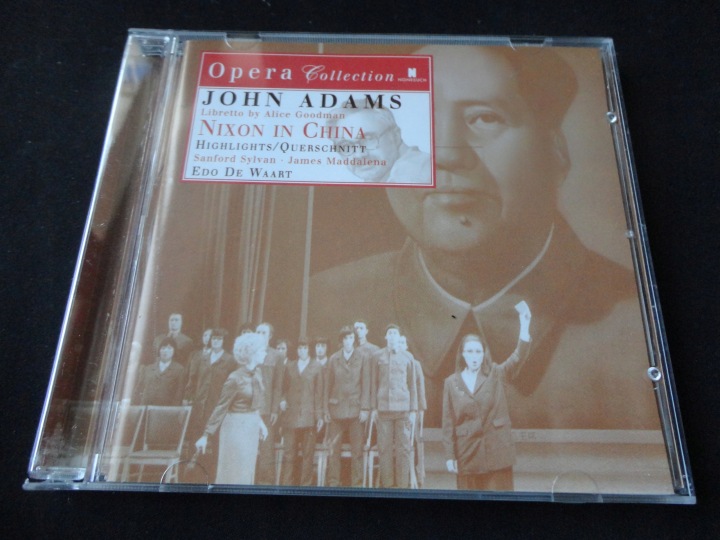 Opera Collection
NONESUCH
JOHN ADAMS
Libretto by Alice Goodman
NIXON IN CHINA
HIGHLIGHTS/QUERSCHNITT
Sanford Sylvan · James Maddalena
EDO DE WAART